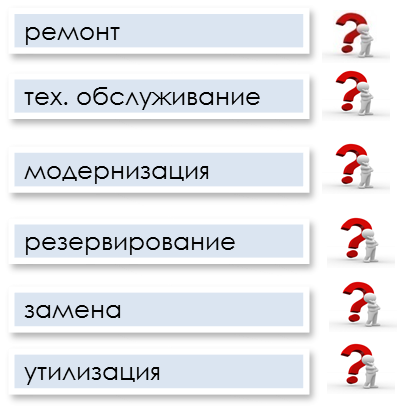 ремонт
тех. обслуживание
модернизация
резервирование
замена
утилизация